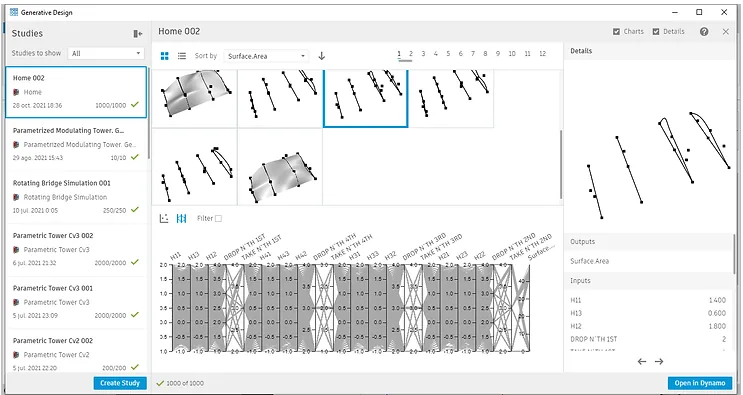 Generative Design
Studies
Studies to show
All
Home 002
Home
28 oct. 2021 18:36
1000/1000
Parametrized Modulating Tower. G...
Parametrized Modulating Tower. Ge...
29 ago. 2021 15:43
10/10
Rotating Bridge Simulation 001
Rotating Bridge Simulation
10 jul. 2021 0:05
250/250
Parametric Tower Cv3 002
Parametric Tower Cv3
6 jul. 2021 21:32
2000/2000
Parametric Tower Cv3 001
Parametric Tower Cv3
5 jul. 2021 23:09
2000/2000
Parametric Tower Cv2 002
Parametric Tower Cv2
5 jul. 2021 22:20
200/200
Create Study
Home 002
Charts
Details
Sort by
Surface.Area
1 2 3 4 5 6 7 8 9 10 11 12
Filter
H11 H13 H12 DROP N´TH 1ST TAKE N´TH 1ST H41 H43 H42 DROP N´TH 4TH TAKE N´TH 4TH H31 H33 H32 DROP N´TH 3RD TAKE N´TH 3RD H21 H23 H22 DROP N´TH 2ND TAKE N´TH 2ND Surface...
1000 of 1000
Details
Outputs
Surface.Area
Inputs
H11 1.400
H13 0.600
H12 1.800
DROP N´TH 1ST 2
Open in Dynamo